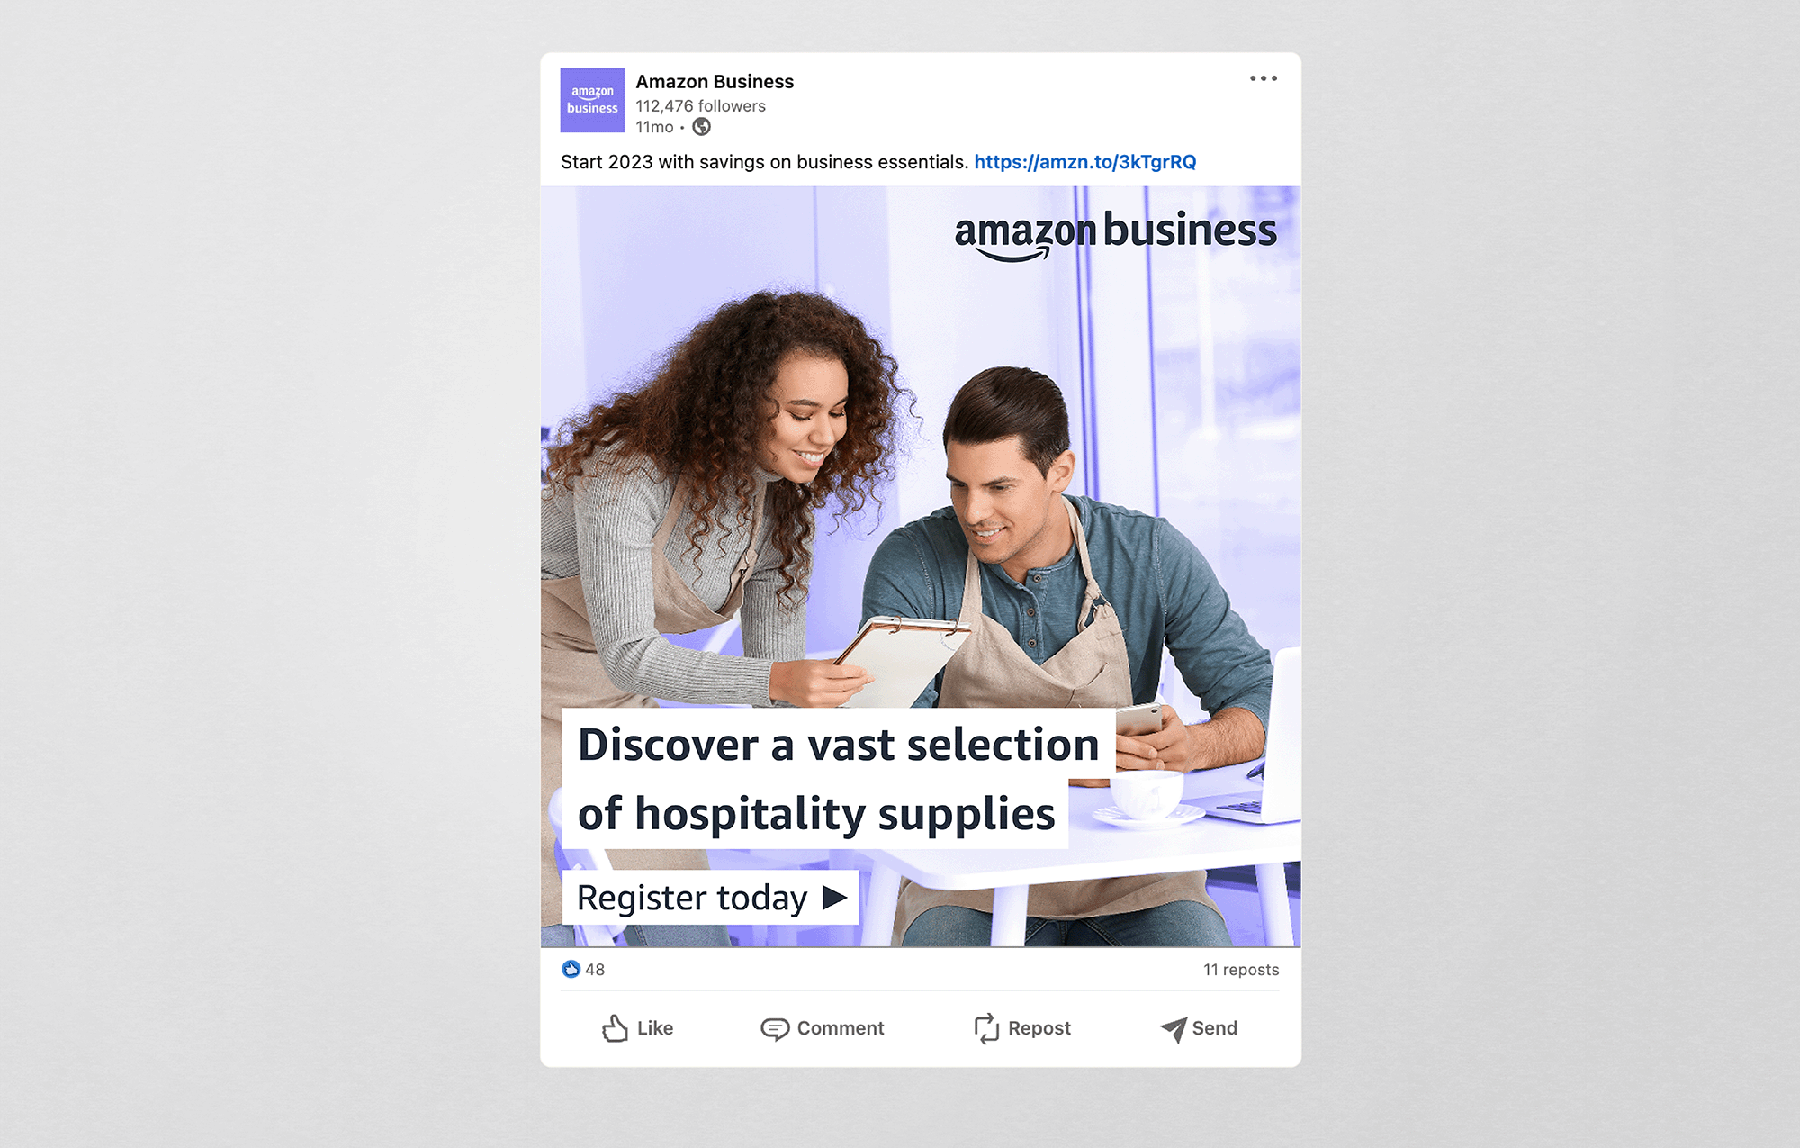 amazon
business
Amazon Business
112,476 followers
11mo •
Start 2023 with savings on business essentials. https://amzn.to/3kTgrRQ
amazon business
Discover a vast selection
of hospitality supplies
Register today ▶
48
11 reposts
Like
Comment
Repost
Send